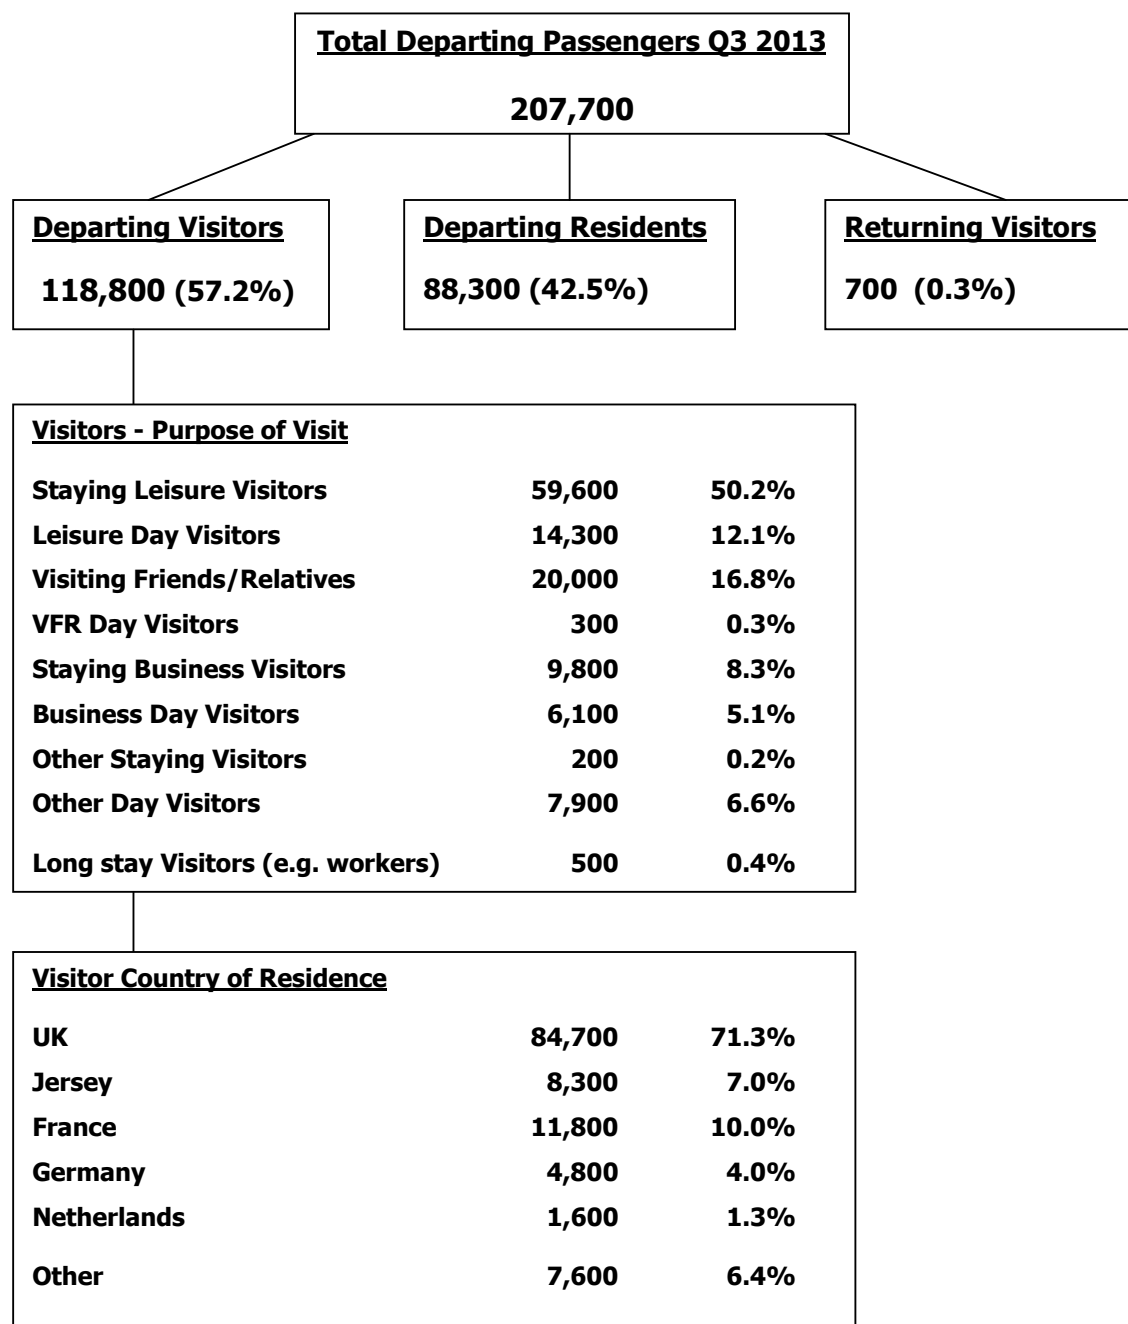 Total Departing Passengers Q3 2013
207,700
Departing Visitors
118,800 (57.2%)
Departing Residents
88,300 (42.5%)
Returning Visitors
700 (0.3%)
Visitors - Purpose of Visit
Staying Leisure Visitors 59,600 50.2%
Leisure Day Visitors 14,300 12.1%
Visiting Friends/Relatives 20,000 16.8%
VFR Day Visitors 300 0.3%
Staying Business Visitors 9,800 8.3%
Business Day Visitors 6,100 5.1%
Other Staying Visitors 200 0.2%
Other Day Visitors 7,900 6.6%
Long stay Visitors (e.g. workers) 500 0.4%
Visitor Country of Residence
UK 84,700 71.3%
Jersey 8,300 7.0%
France 11,800 10.0%
Germany 4,800 4.0%
Netherlands 1,600 1.3%
Other 7,600 6.4%